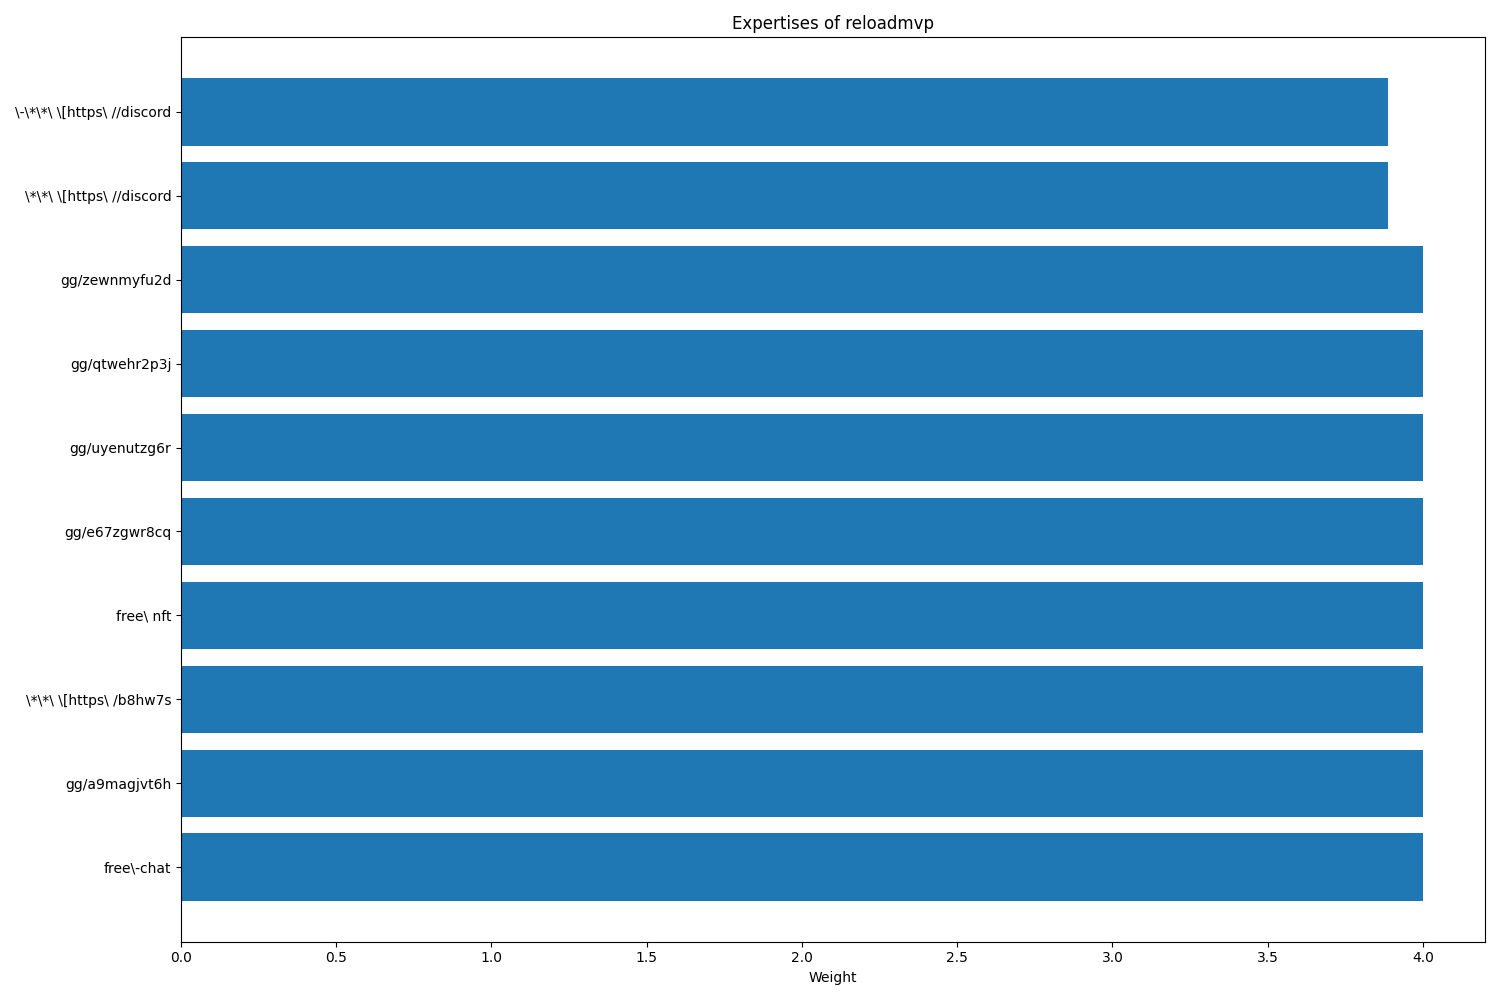 Expertises of reloadmvp
\-\*\*\ \[https\ //discord
\*\*\ \[https\ //discord
gg/zewnmyfu2d
gg/qtwehr2p3j
gg/uyenutzg6r
gg/e67zgwr8cq
free\ nft
\*\*\ \[https\ /b8hw7s
gg/a9magjvt6h
free\-chat
0.0 0.5 1.0 1.5 2.0 2.5 3.0 3.5 4.0
Weight